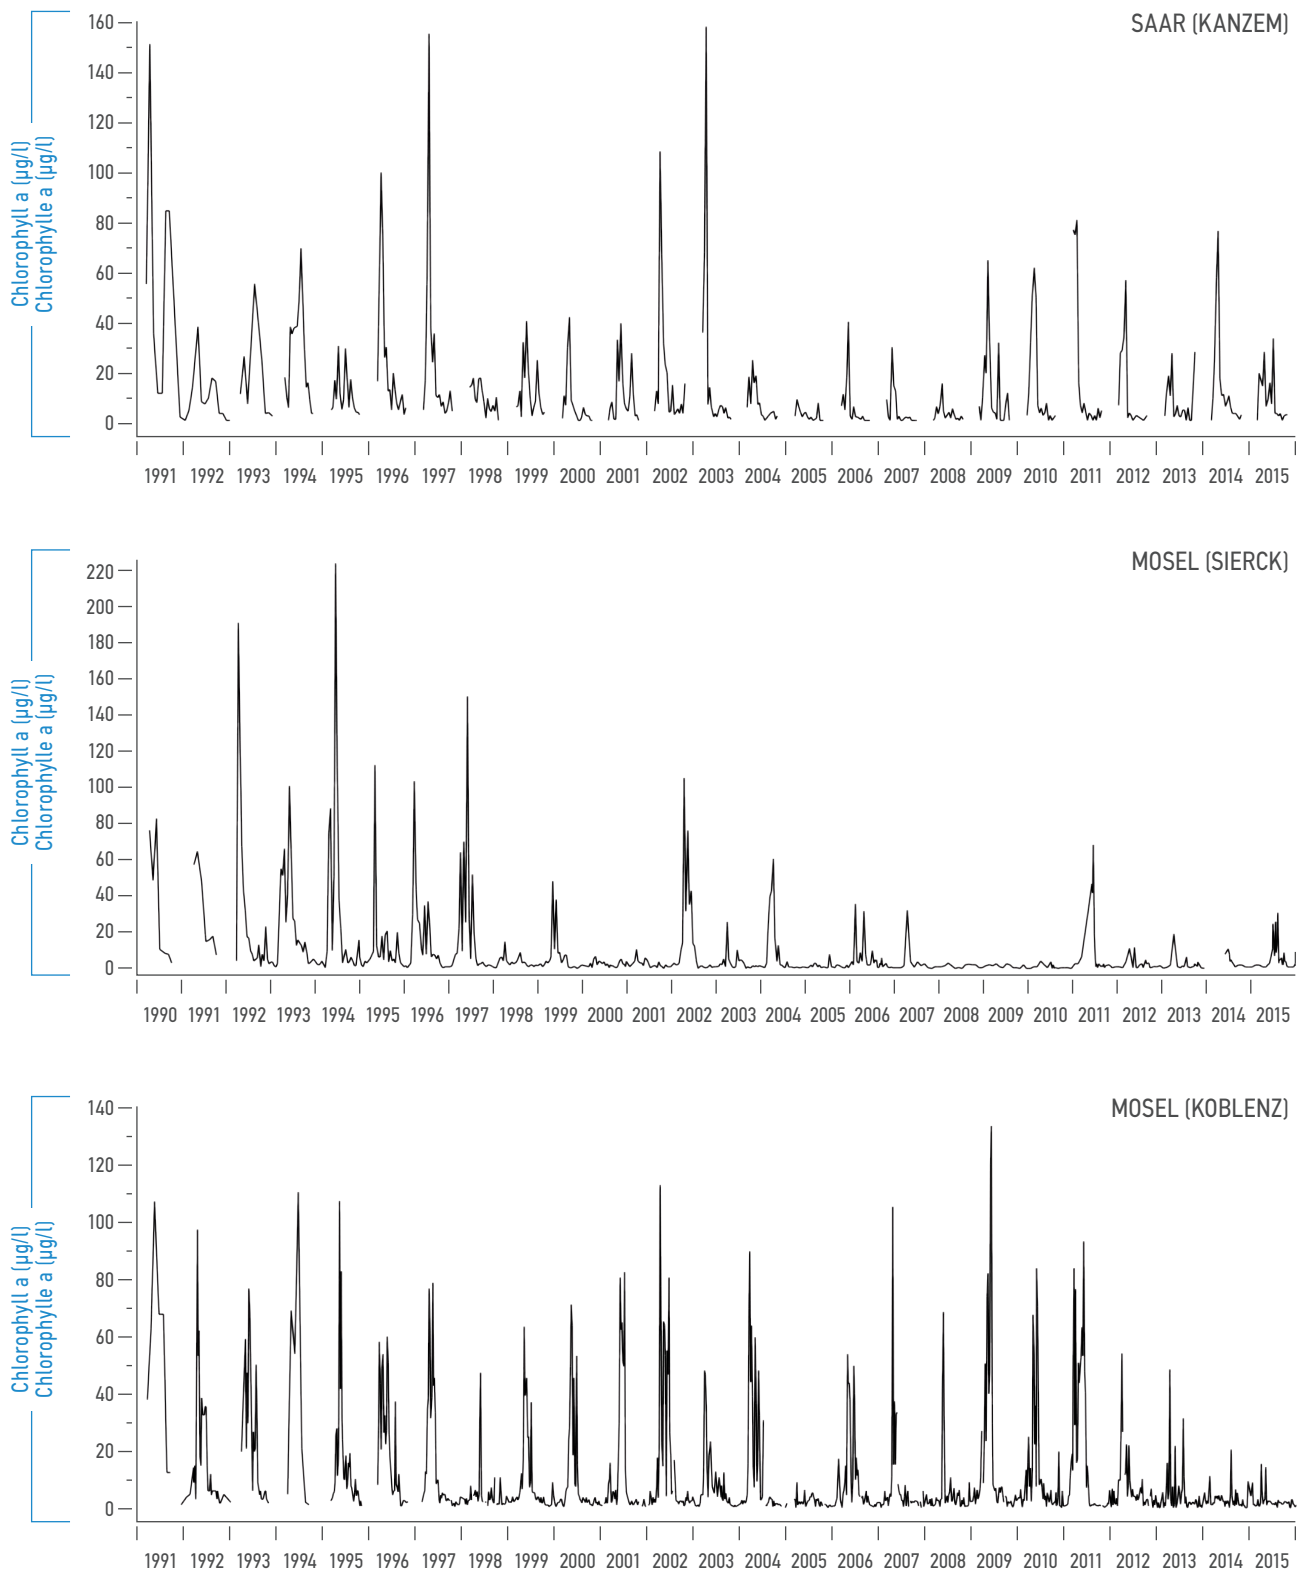 SAAR (KANZEM)
Chlorophyll a (µg/l)
Chlorophylle a (µg/l)
160
140
120
100
80
60
40
20
0
1991 1992 1993 1994 1995 1996 1997 1998 1999 2000 2001 2002 2003 2004 2005 2006 2007 2008 2009 2010 2011 2012 2013 2014 2015
MOSEL (SIERCK)
Chlorophyll a (µg/l)
Chlorophylle a (µg/l)
220
200
180
160
140
120
100
80
60
40
20
0
1990 1991 1992 1993 1994 1995 1996 1997 1998 1999 2000 2001 2002 2003 2004 2005 2006 2007 2008 2009 2010 2011 2012 2013 2014 2015
MOSEL (KOBLENZ)
Chlorophyll a (µg/l)
Chlorophylle a (µg/l)
140
120
100
80
60
40
20
0
1991 1992 1993 1994 1995 1996 1997 1998 1999 2000 2001 2002 2003 2004 2005 2006 2007 2008 2009 2010 2011 2012 2013 2014 2015